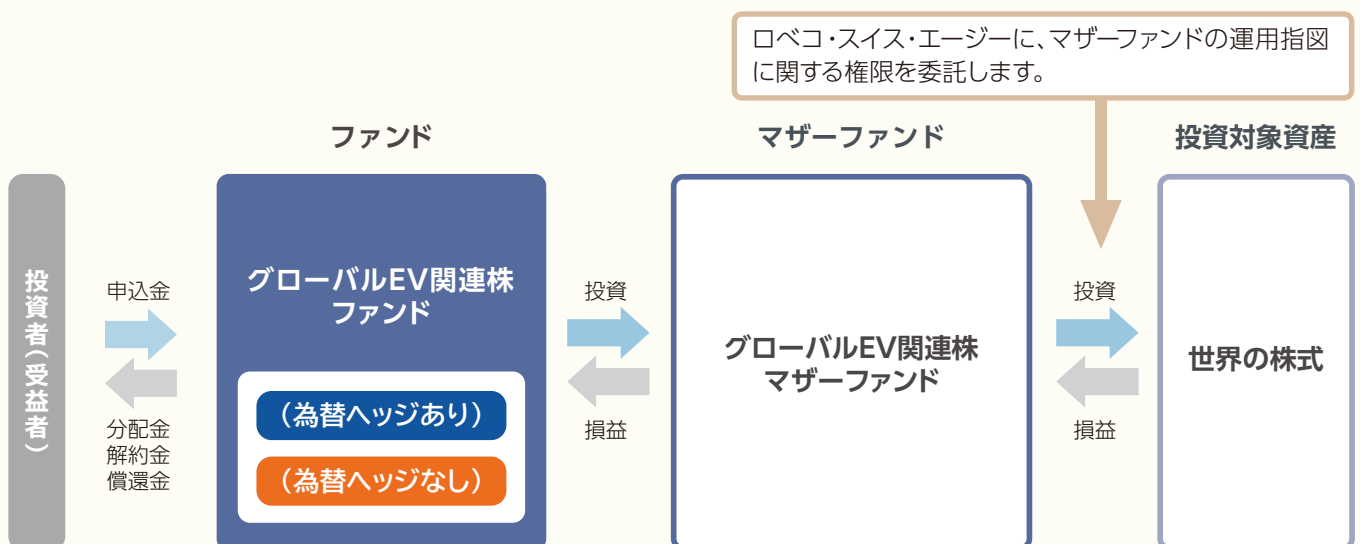 ロベコ・スイス・エージーに、マザーファンドの運用指図
に関する権限を委託します。
ファンド
マザーファンド
投資対象資産
投資者(受益者)
申込金
分配金
解約金
償還金
グローバルEV関連株
ファンド
(為替ヘッジあり)
(為替ヘッジなし)
投資
損益
グローバルEV関連株
マザーファンド
投資
損益
世界の株式